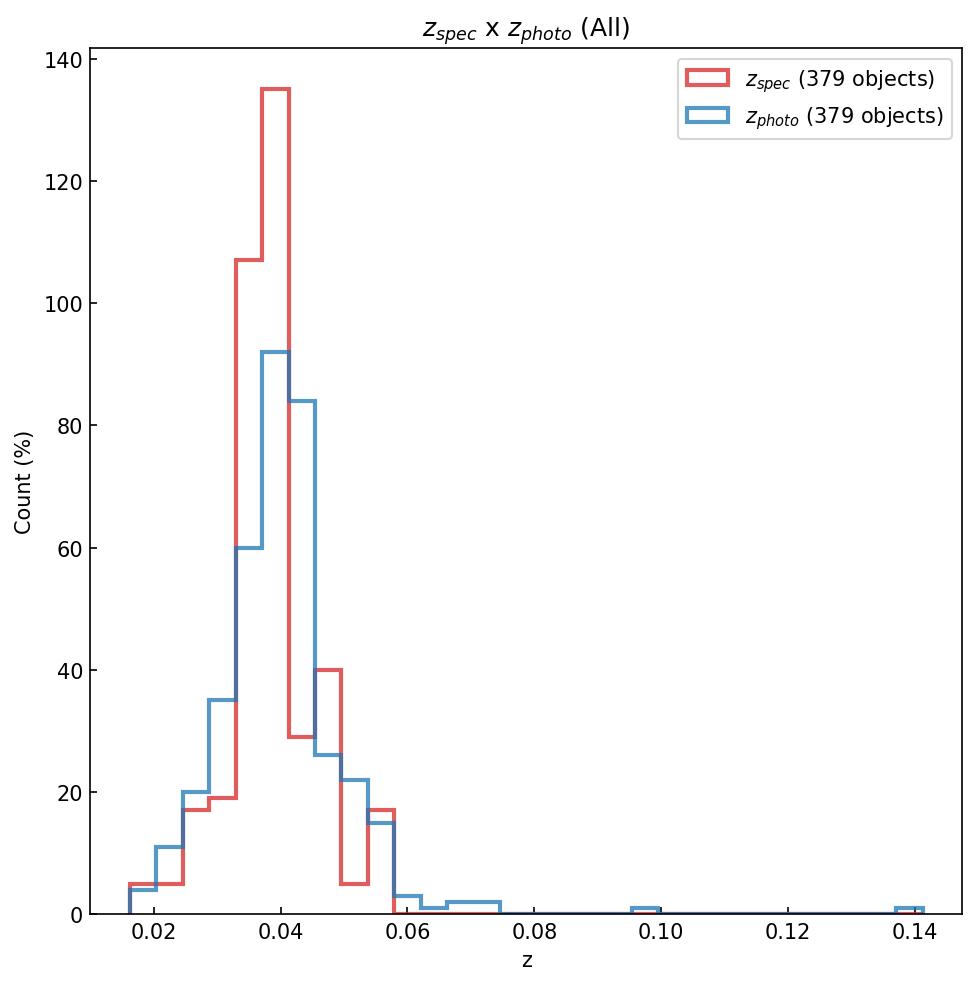 z_spec x z_photo (All)
z_spec (379 objects)
z_photo (379 objects)
Count (%)
140
120
100
80
60
40
20
0
0.02 0.04 0.06 0.08 0.10 0.12 0.14
z